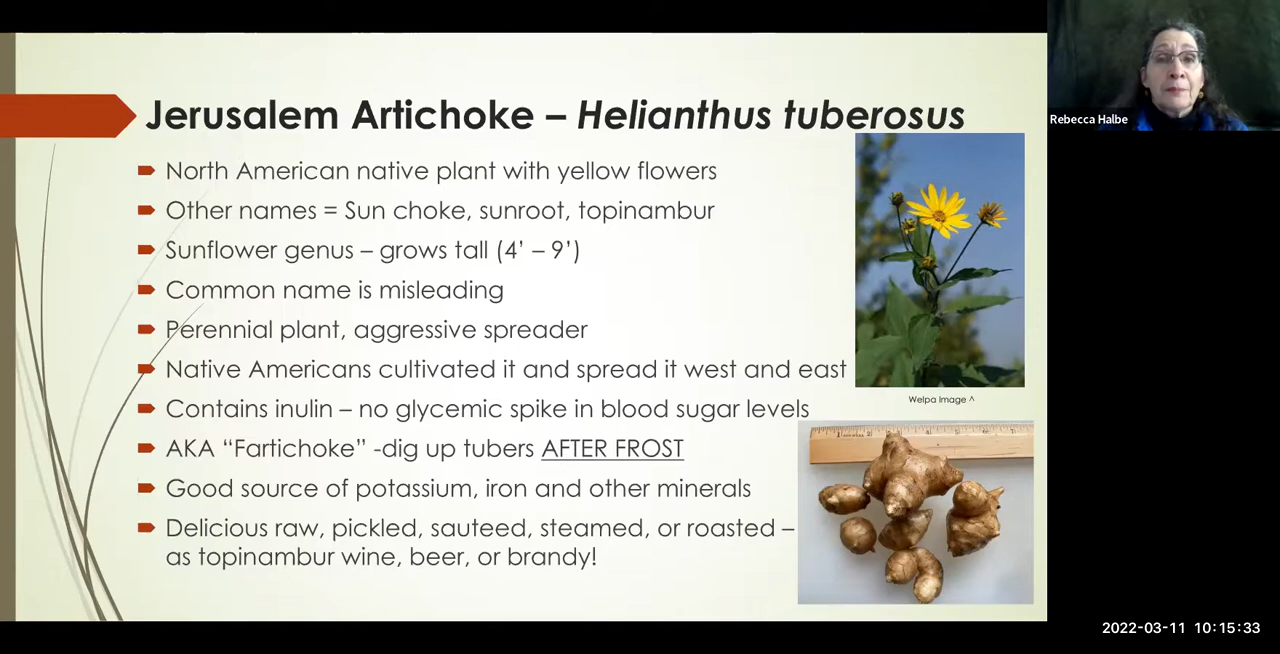 Jerusalem Artichoke – Helianthus tuberosus
Rebecca Halbe
North American native plant with yellow flowers
Other names = Sun choke, sunroot, topinambur
Sunflower genus – grows tall (4’ – 9’)
Common name is misleading
Perennial plant, aggressive spreader
Native Americans cultivated it and spread it west and east
Contains inulin – no glycemic spike in blood sugar levels
AKA “Fartichoke” -dig up tubers AFTER FROST
Good source of potassium, iron and other minerals
Delicious raw, pickled, sauteed, steamed, or roasted –
as topinambur wine, beer, or brandy!
Welpa Image ^
2022-03-11 10:15:33